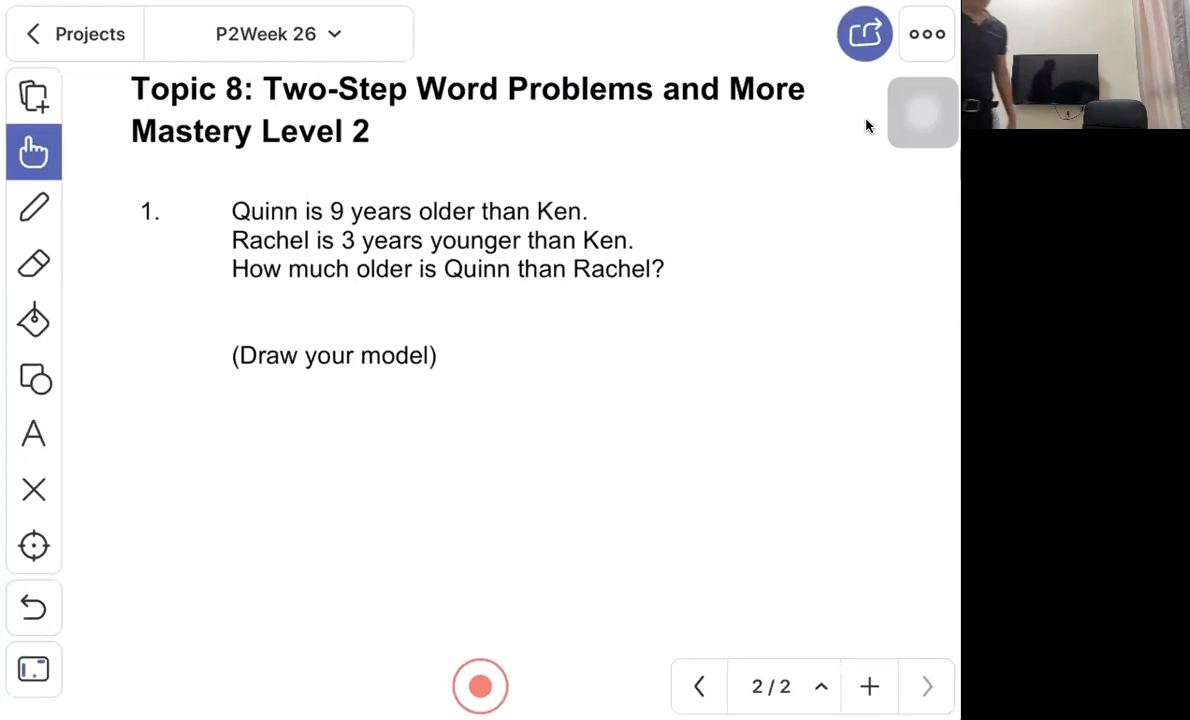 Projects
P2Week 26
Topic 8: Two-Step Word Problems and More
Mastery Level 2
1. Quinn is 9 years older than Ken.
Rachel is 3 years younger than Ken.
How much older is Quinn than Rachel?
(Draw your model)
2 / 2